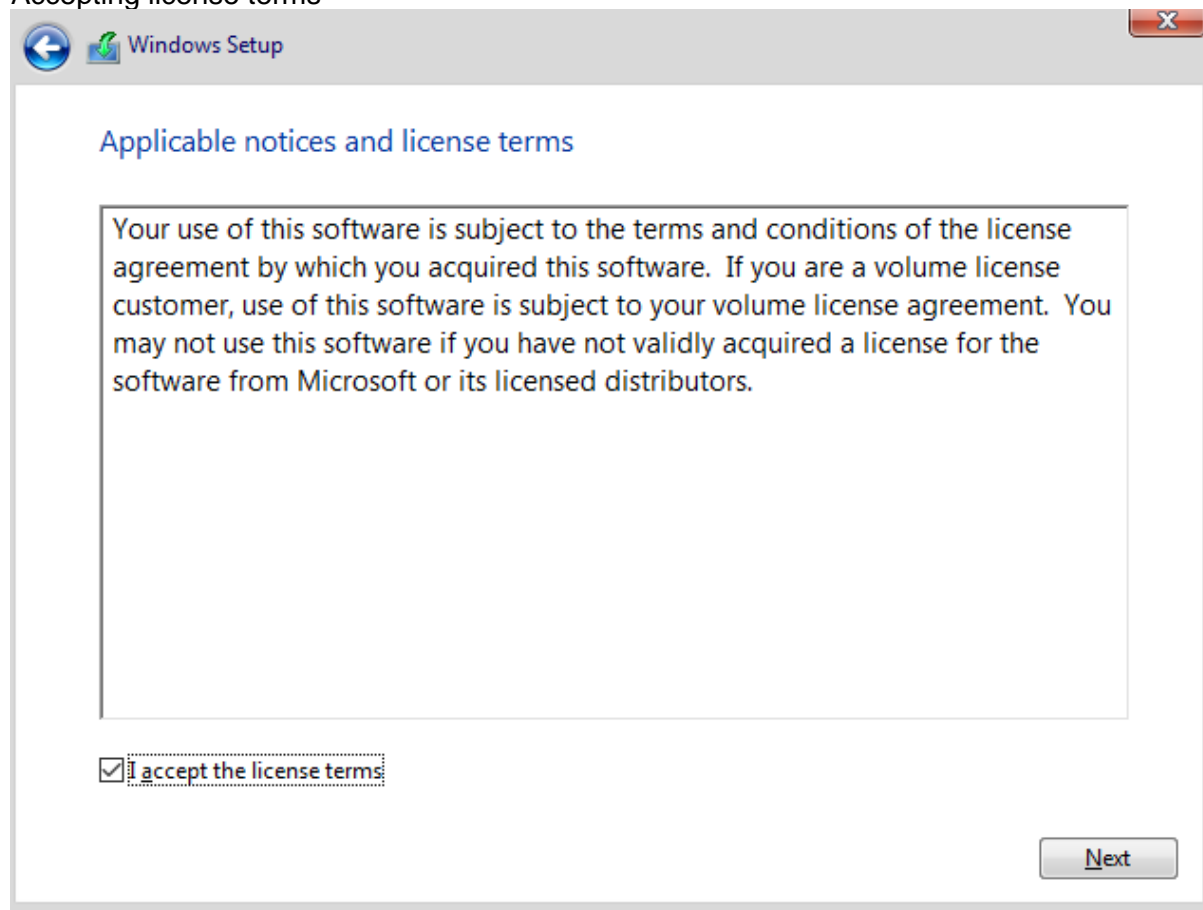 Accepting license terms
Windows Setup
Applicable notices and license terms
Your use of this software is subject to the terms and conditions of the license
agreement by which you acquired this software.  If you are a volume license
customer, use of this software is subject to your volume license agreement.  You
may not use this software if you have not validly acquired a license for the
software from Microsoft or its licensed distributors.
I accept the license terms
Next